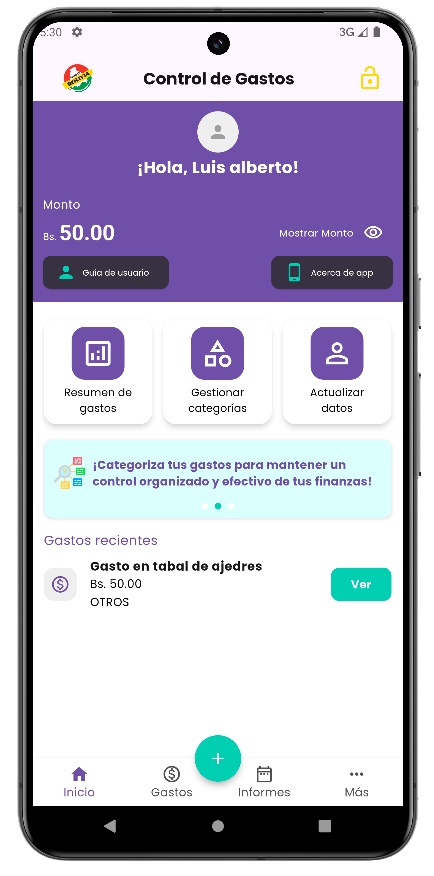 5:30
3G
BOLIVIA
Control de Gastos
¡Hola, Luis alberto!
Monto
Bs. 50.00
Mostrar Monto
Guia de usuario
Acerca de app
Resumen de
gastos
Gestionar
categorías
Actualizar
datos
¡Categoriza tus gastos para mantener un
control organizado y efectivo de tus finanzas!
Gastos recientes
Gasto en tabal de ajedres
Bs. 50.00
OTROS
Ver
Inicio
Gastos
Informes
Más